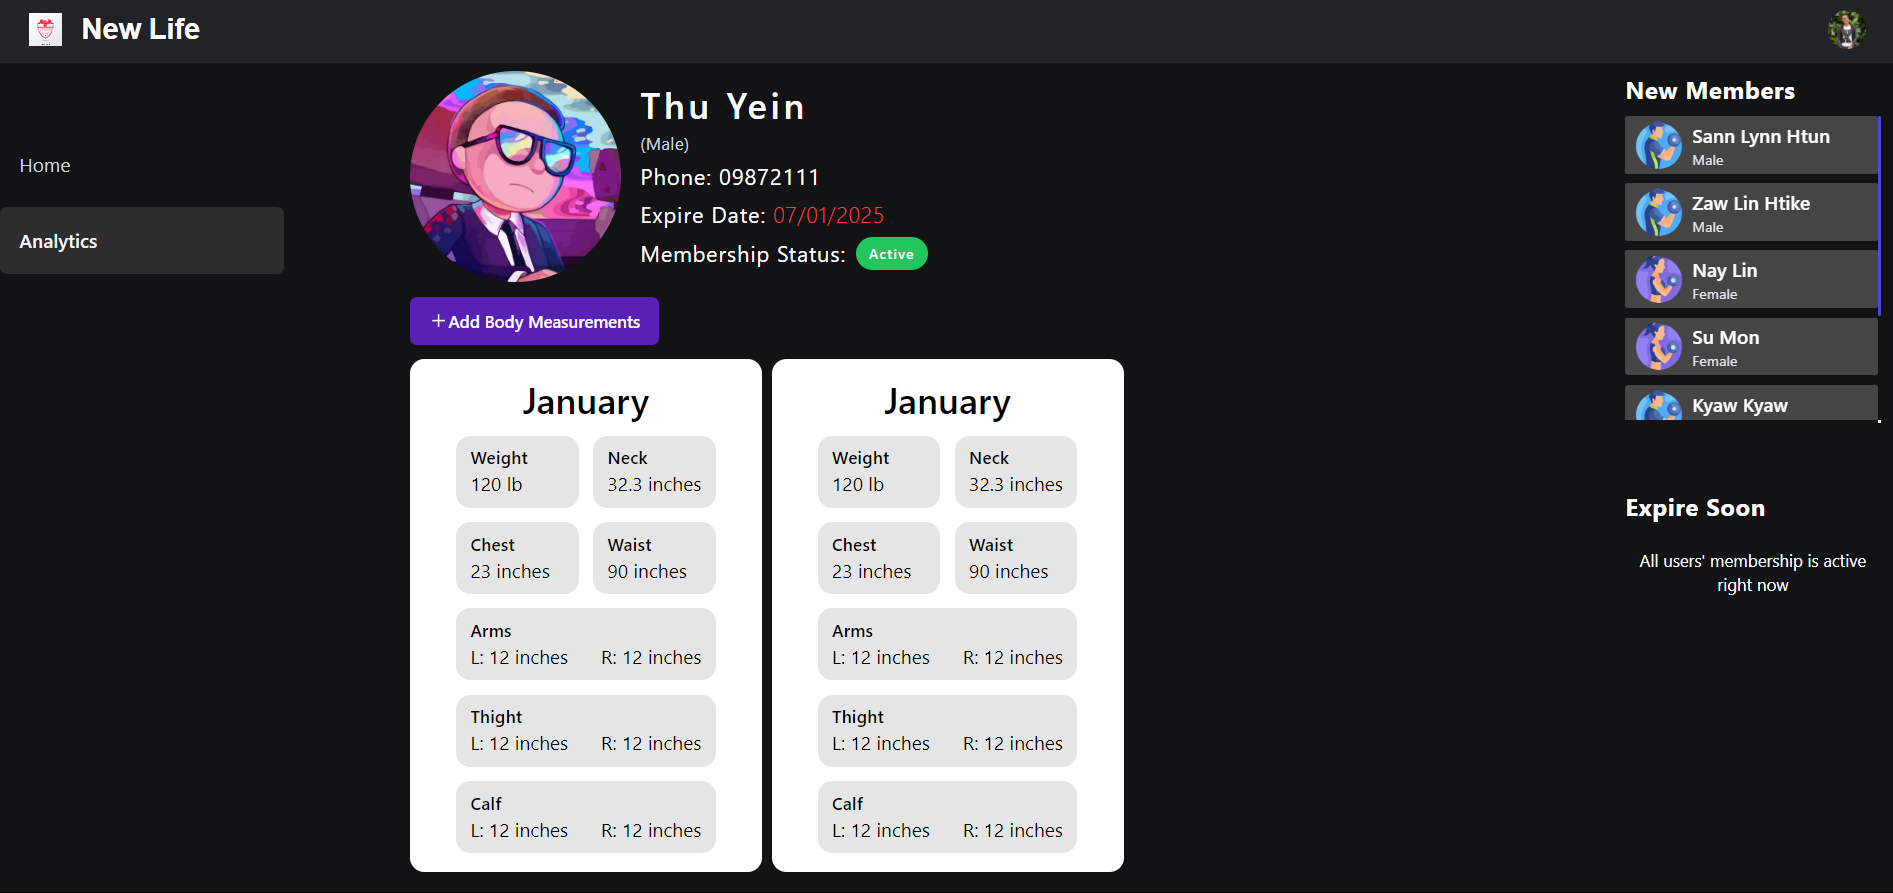 New Life
Home
Analytics
Thu Yein
(Male)
Phone: 09872111
Expire Date: 07/01/2025
Membership Status: Active
+ Add Body Measurements
January
Weight
120 lb
Neck
32.3 inches
Chest
23 inches
Waist
90 inches
Arms
L: 12 inches R: 12 inches
Thight
L: 12 inches R: 12 inches
Calf
L: 12 inches R: 12 inches
January
Weight
120 lb
Neck
32.3 inches
Chest
23 inches
Waist
90 inches
Arms
L: 12 inches R: 12 inches
Thight
L: 12 inches R: 12 inches
Calf
L: 12 inches R: 12 inches
New Members
Sann Lynn Htun
Male
Zaw Lin Htike
Male
Nay Lin
Female
Su Mon
Female
Kyaw Kyaw
Expire Soon
All users' membership is active
right now